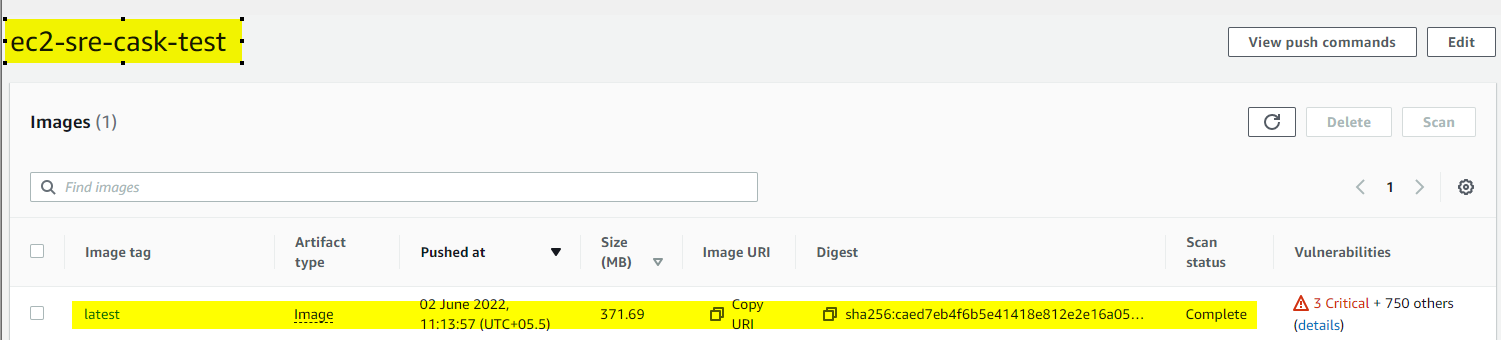 ec2-sre-cask-test
View push commands
Edit
Images (1)
Delete
Scan
Find images
1
Image tag
Artifact
type
Pushed at
Size
(MB)
Image URI
Digest
Scan
status
Vulnerabilities
latest
Image
02 June 2022,
11:13:57 (UTC+05.5)
371.69
Copy
URI
sha256:caed7eb4f6b5e41418e812e2e16a05...
Complete
3 Critical + 750 others
(details)